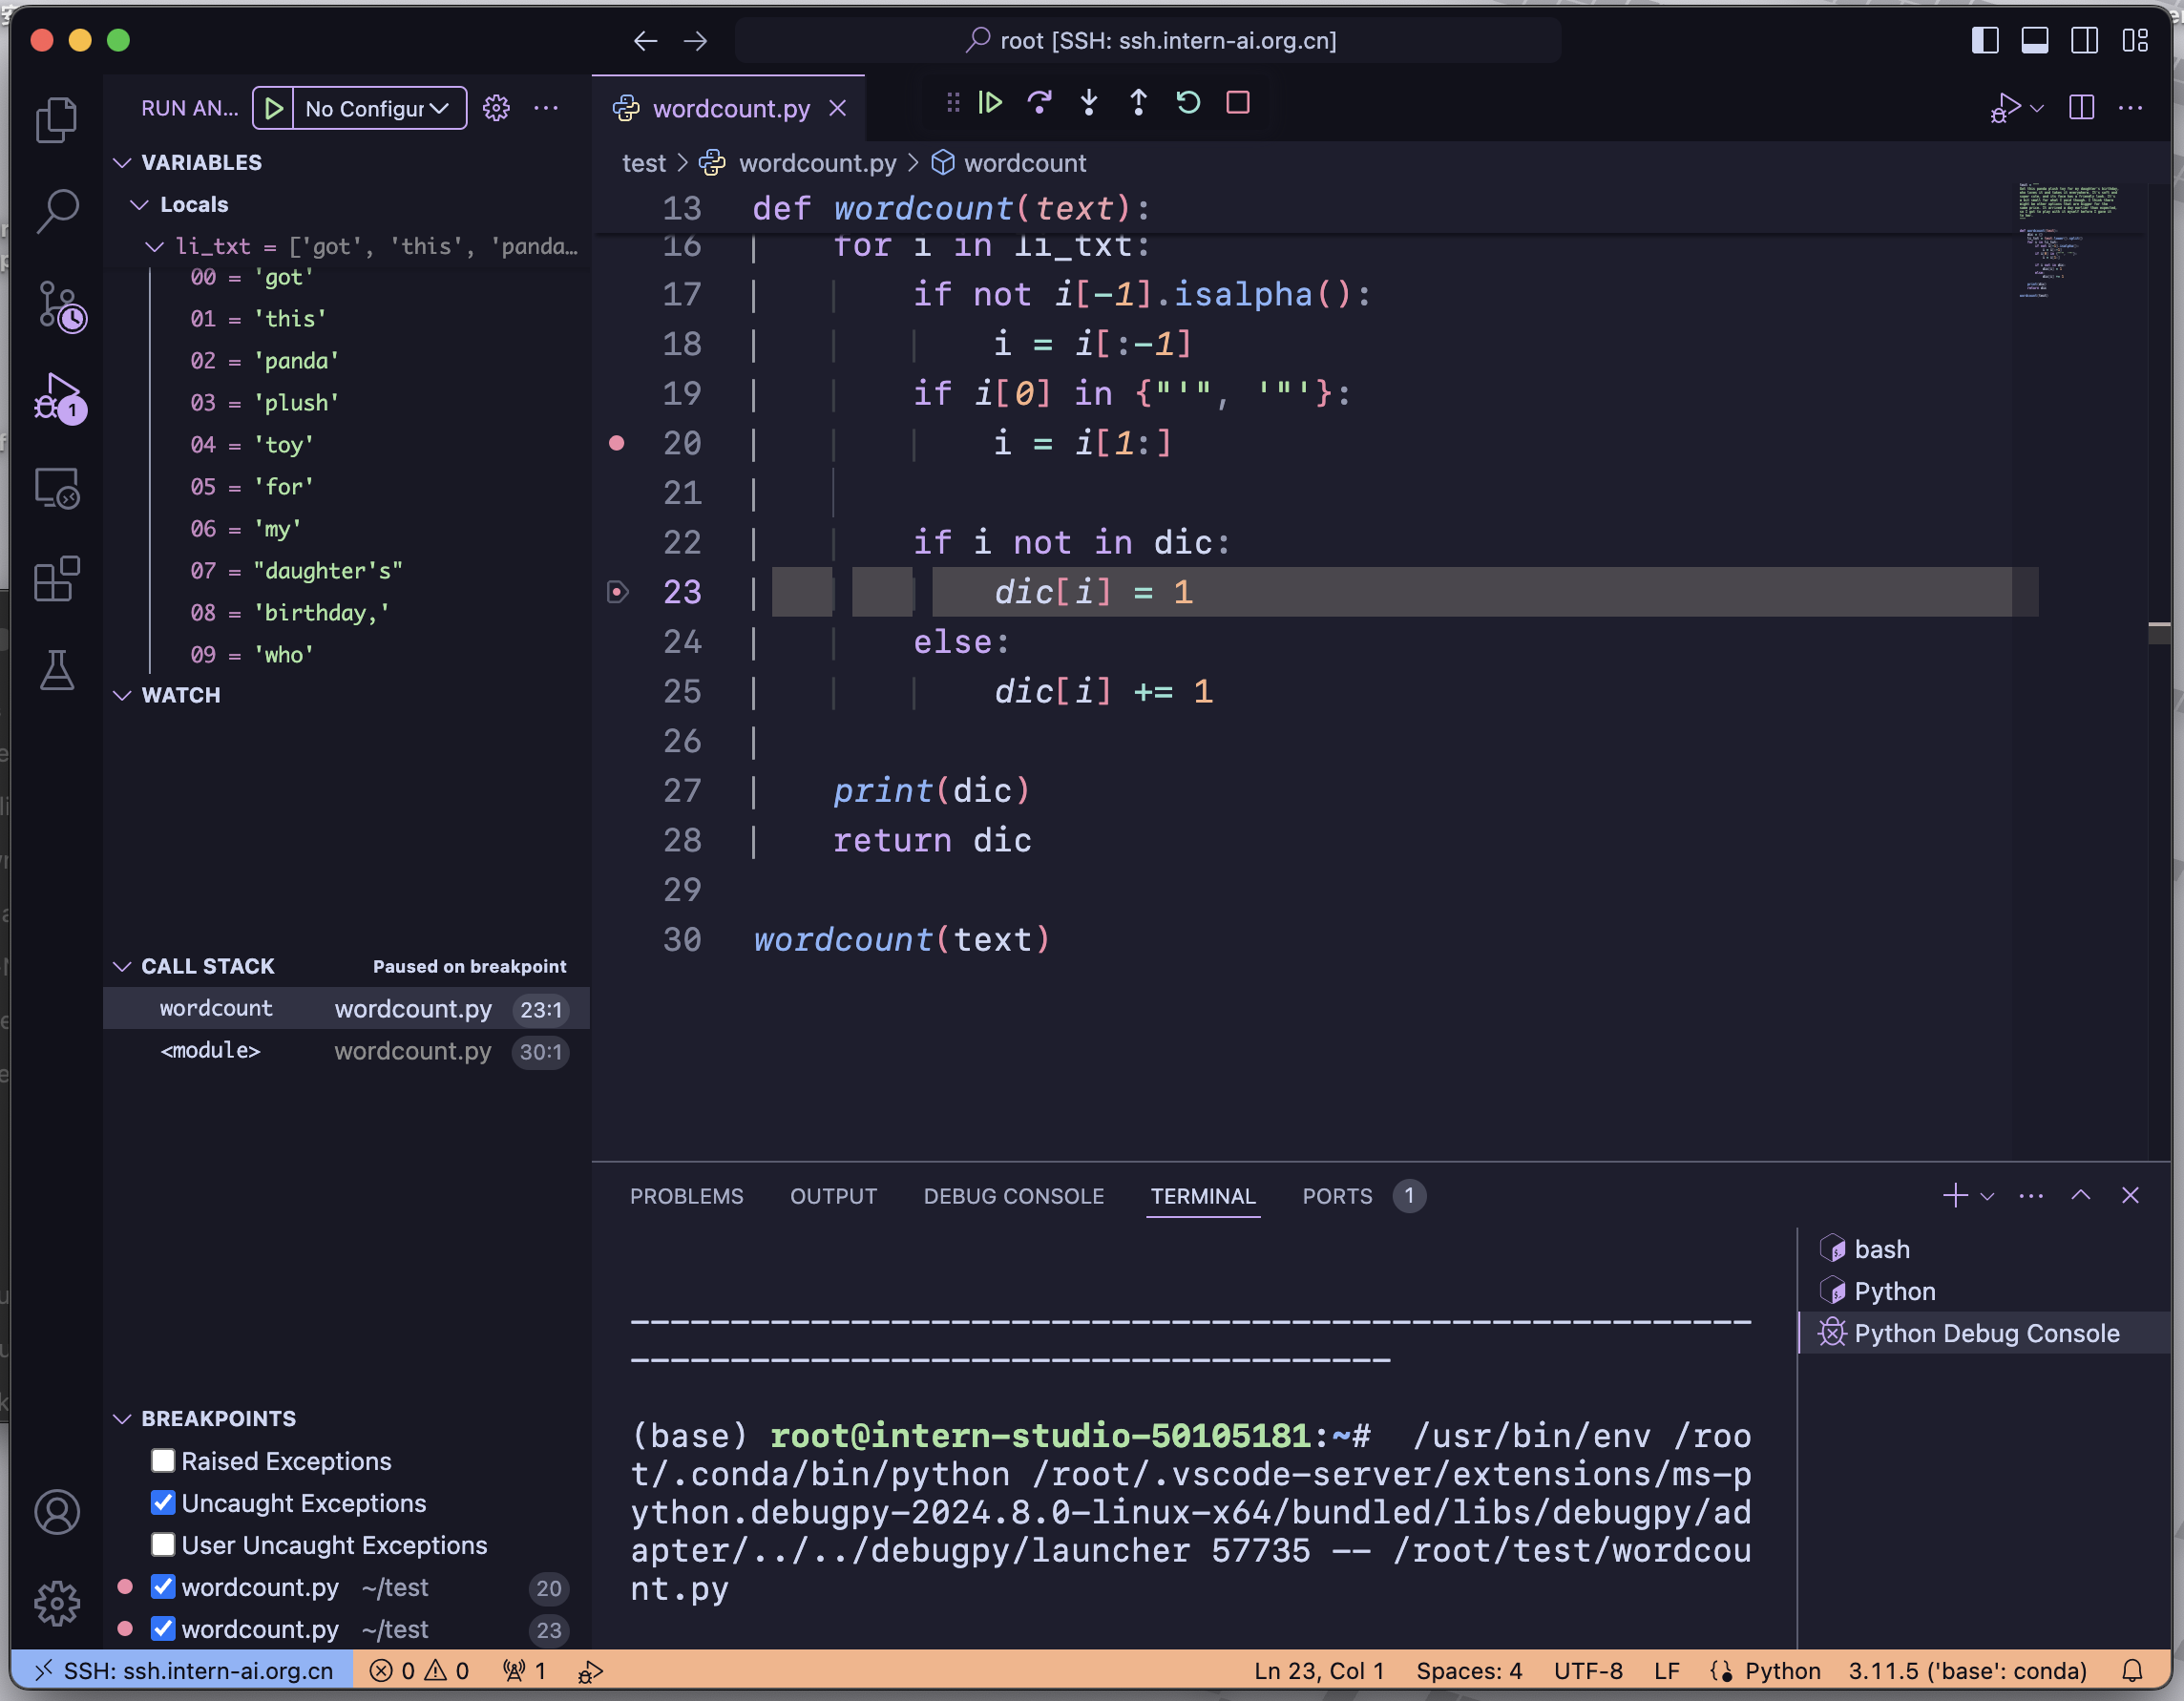 root [SSH: ssh.intern-ai.org.cn]
RUN AN...
No Configur
wordcount.py
VARIABLES
Locals
li_txt = ['got', 'this', 'panda…
00 = 'got'
01 = 'this'
02 = 'panda'
03 = 'plush'
04 = 'toy'
05 = 'for'
06 = 'my'
07 = "daughter's"
08 = 'birthday,'
09 = 'who'
WATCH
CALL STACK
Paused on breakpoint
wordcount wordcount.py 23:1
<module> wordcount.py 30:1
BREAKPOINTS
Raised Exceptions
Uncaught Exceptions
User Uncaught Exceptions
wordcount.py ~/test 20
wordcount.py ~/test 23
test > wordcount.py > wordcount
13 def wordcount(text):
16 for i in li_txt:
17 if not i[-1].isalpha():
18 i = i[:-1]
19 if i[0] in {"'", '"'}:
20 i = i[1:]
21
22 if i not in dic:
23 dic[i] = 1
24 else:
25 dic[i] += 1
26
27 print(dic)
28 return dic
29
30 wordcount(text)
PROBLEMS OUTPUT DEBUG CONSOLE TERMINAL PORTS 1
(base) root@intern-studio-50105181:~# /usr/bin/env /roo
t/.conda/bin/python /root/.vscode-server/extensions/ms-p
ython.debugpy-2024.8.0-linux-x64/bundled/libs/debugpy/ad
apter/../../debugpy/launcher 57735 -- /root/test/wordcou
nt.py
bash
Python
Python Debug Console
SSH: ssh.intern-ai.org.cn 0 0 1 Ln 23, Col 1 Spaces: 4 UTF-8 LF Python 3.11.5 ('base': conda)